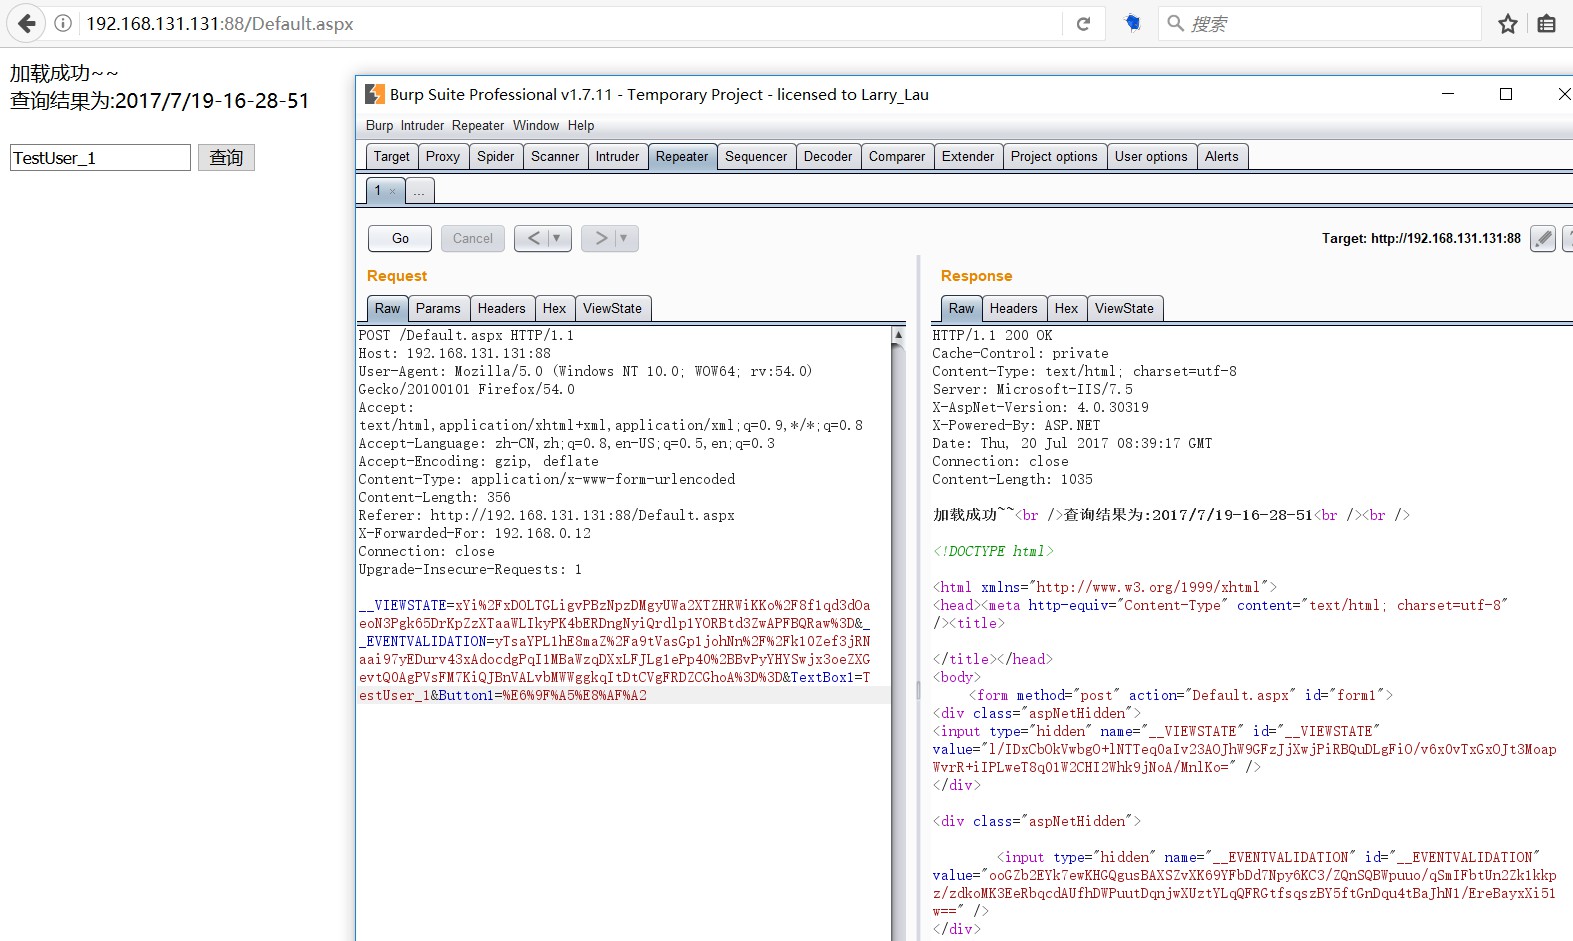 192.168.131.131:88/Default.aspx
搜索
加载成功~~
查询结果为:2017/7/19-16-28-51
TestUser_1
查询
Burp Suite Professional v1.7.11 - Temporary Project - licensed to Larry_Lau
Burp Intruder Repeater Window Help
Target Proxy Spider Scanner Intruder Repeater Sequencer Decoder Comparer Extender Project options User options Alerts
1 × ...
Go Cancel < > Target: http://192.168.131.131:88
Request
Raw Params Headers Hex ViewState
POST /Default.aspx HTTP/1.1
Host: 192.168.131.131:88
User-Agent: Mozilla/5.0 (Windows NT 10.0; WOW64; rv:54.0)
Gecko/20100101 Firefox/54.0
Accept:
text/html,application/xhtml+xml,application/xml;q=0.9,*/*;q=0.8
Accept-Language: zh-CN,zh;q=0.8,en-US;q=0.5,en;q=0.3
Accept-Encoding: gzip, deflate
Content-Type: application/x-www-form-urlencoded
Content-Length: 356
Referer: http://192.168.131.131:88/Default.aspx
X-Forwarded-For: 192.168.0.12
Connection: close
Upgrade-Insecure-Requests: 1
__VIEWSTATE=xYi%2FxDOLTGLigvPBzNpzDMgyUWa2XTZHRWiKKo%2F8f1qd3dOa
eoN3Pgk65DrKpZzXTaaWLIkyPK4bERDngNyiQrdlp1YORBtd3ZwAPFBQRaw%3D&_
_EVENTVALIDATION=yTsaYPL1hE8maZ%2Fa9tVasGp1johNn%2F%2Fk10Zef3jRN
aai97yEDurv43xAdocdgPqI1MBaWzqDXxLFJLg1ePp40%2BBvPyYHYSwjx3oeZXG
evtQ0AgPVsFM7KiQJBnVALvbMWWggkqItDtCVgFRDZCGhoA%3D%3D&TextBox1=T
estUser_1&Button1=%E6%9F%A5%E8%AF%A2
Response
Raw Headers Hex ViewState
HTTP/1.1 200 OK
Cache-Control: private
Content-Type: text/html; charset=utf-8
Server: Microsoft-IIS/7.5
X-AspNet-Version: 4.0.30319
X-Powered-By: ASP.NET
Date: Thu, 20 Jul 2017 08:39:17 GMT
Connection: close
Content-Length: 1035
加载成功~~<br />查询结果为:2017/7/19-16-28-51<br /><br />
<!DOCTYPE html>
<html xmlns="http://www.w3.org/1999/xhtml">
<head><meta http-equiv="Content-Type" content="text/html; charset=utf-8"
/><title>
</title></head>
<body>
<form method="post" action="Default.aspx" id="form1">
<div class="aspNetHidden">
<input type="hidden" name="__VIEWSTATE" id="__VIEWSTATE"
value="l/IDxCbOkVwbgO+lNTTeq0aIv23AOJhW9GFzJjXwjPiRBQuDLgFiO/v6xOvTxGxOJt3Moap
WvrR+iIPLweT8q01W2CHI2Whk9jNoA/MnlKo=" />
</div>
<div class="aspNetHidden">
<input type="hidden" name="__EVENTVALIDATION" id="__EVENTVALIDATION"
value="ooGZb2EYk7ewKHGQgusBAXSZvXK69YFbDd7Npy6KC3/ZQnSQBWpuuo/qSmIFbtUn2Zk1kkp
z/zdkoMK3EeRbqcdAUfhDWPuutDqnjwXUztYLqQFRGtfsqszBY5ftGnDqu4tBaJhN1/EreBayxXi51
w==" />
</div>